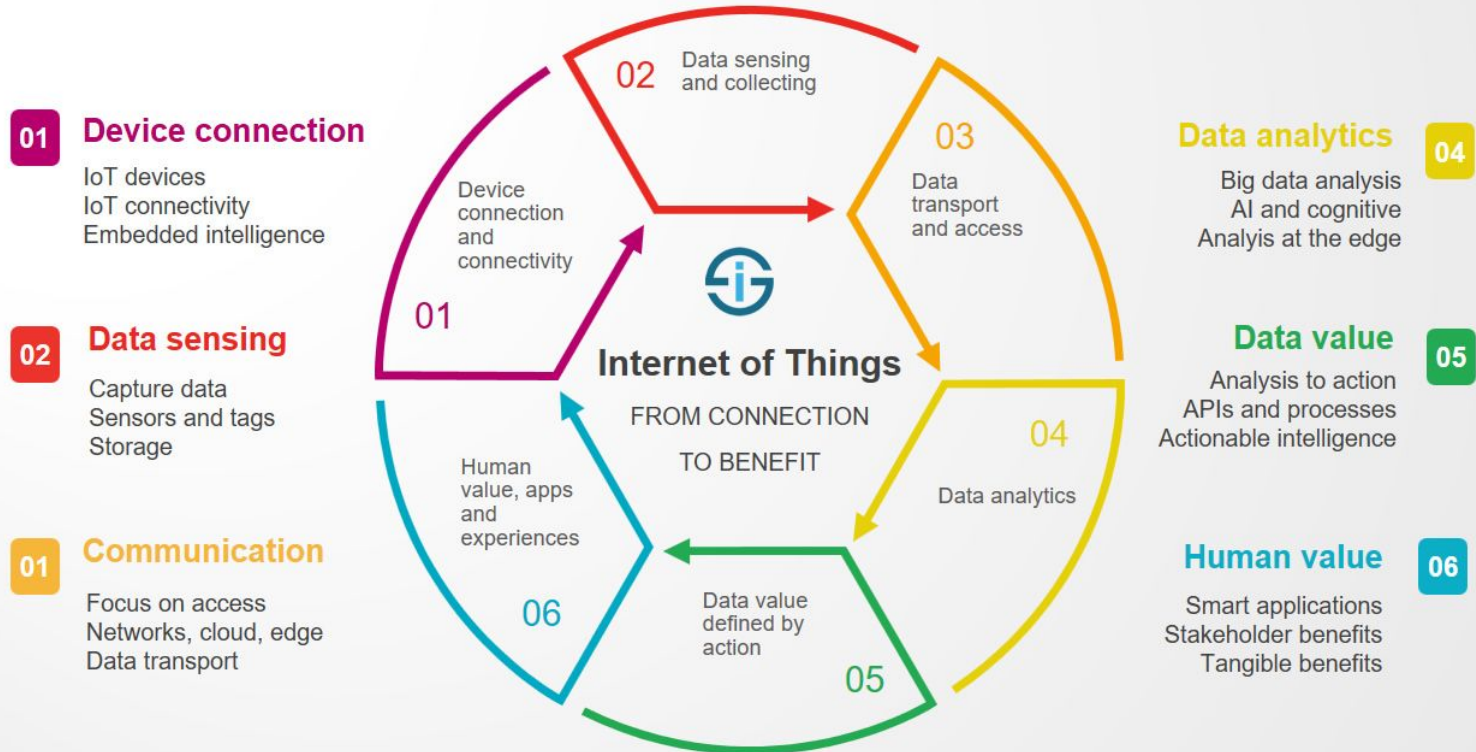 01 Device connection
IoT devices
IoT connectivity
Embedded intelligence
02 Data sensing
Capture data
Sensors and tags
Storage
01 Communication
Focus on access
Networks, cloud, edge
Data transport
01
Device
connection
and
connectivity
02
Data sensing
and collecting
03
Data
transport
and access
04
Data analytics
05
Data value
defined by
action
06
Human
value, apps
and
experiences
SiG
Internet of Things
FROM CONNECTION
TO BENEFIT
Data analytics 04
Big data analysis
AI and cognitive
Analyis at the edge
Data value 05
Analysis to action
APIs and processes
Actionable intelligence
Human value 06
Smart applications
Stakeholder benefits
Tangible benefits